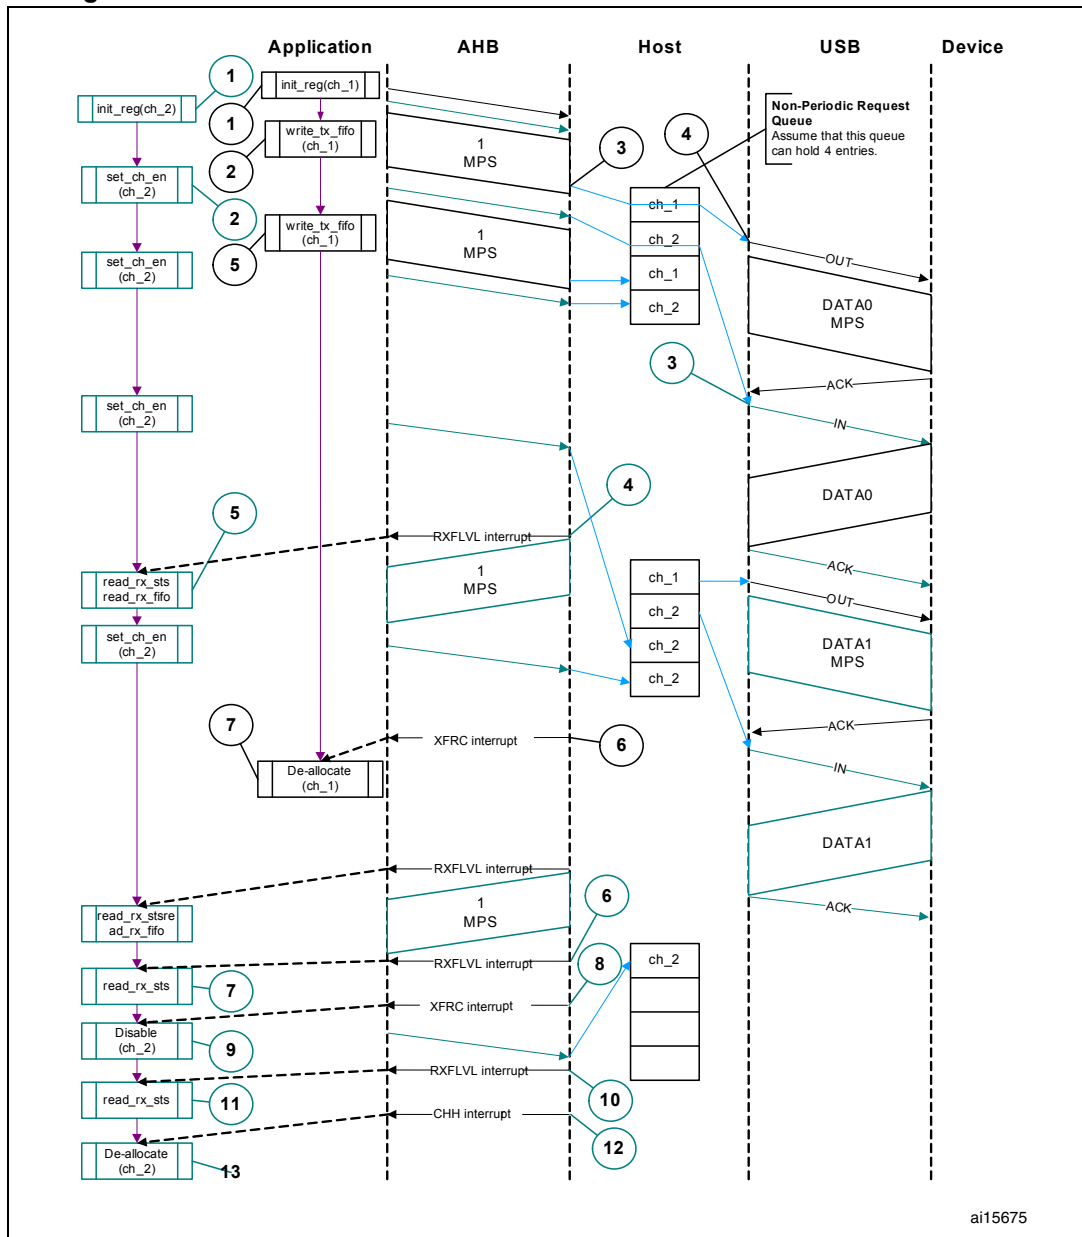 Application AHB Host USB Device
1
init_reg(ch_2)
init_reg(ch_1)
1
Non-Periodic Request
Queue
Assume that this queue
can hold 4 entries.
write_tx_fifo
(ch_1)
2
1
MPS
3
4
set_ch_en
(ch_2)
2
ch_1
ch_2
ch_1
ch_2
write_tx_fifo
(ch_1)
5
1
MPS
set_ch_en
(ch_2)
OUT
DATA0
MPS
3
ACK
set_ch_en
(ch_2)
IN
4
DATA0
5
RXFLVL interrupt
read_rx_sts
read_rx_fifo
1
MPS
ACK
ch_1
ch_2
ch_2
ch_2
OUT
set_ch_en
(ch_2)
DATA1
MPS
7
XFRC interrupt
6
ACK
De-allocate
(ch_1)
IN
DATA1
RXFLVL interrupt
read_rx_stsre
ad_rx_fifo
1
MPS
6
ACK
RXFLVL interrupt
8
ch_2
read_rx_sts
7
XFRC interrupt
Disable
(ch_2)
9
RXFLVL interrupt
10
read_rx_sts
11
CHH interrupt
12
De-allocate
(ch_2)
13
ai15675